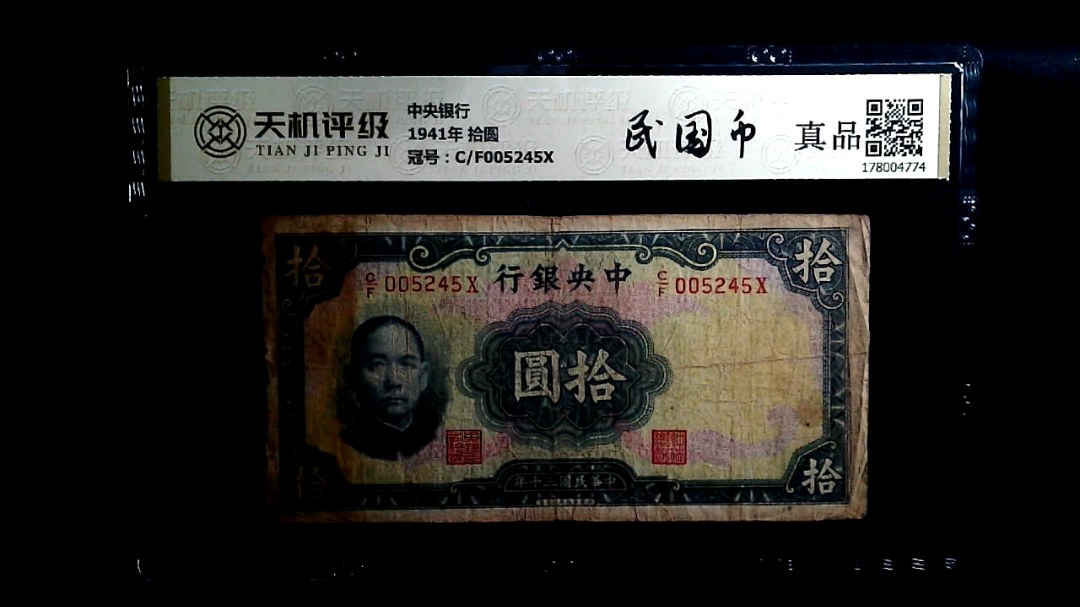 天机评级
TIAN JI PING JI
中央银行
1941年 拾圆
冠号：C/F005245X
民国币
真品
178004774
拾
C/F 005245X
行銀央中
C/F 005245X
拾
圓拾
年十三國民華中
拾
拾